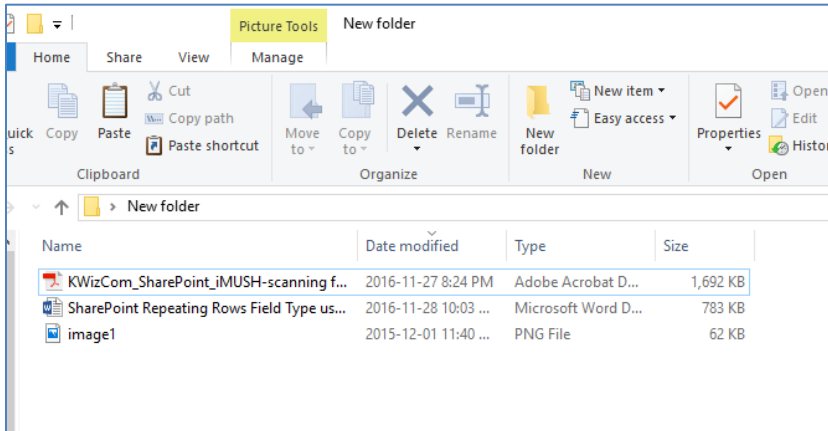 Picture Tools New folder
Home Share View Manage
Cut
Copy path
Paste shortcut
Copy
Paste
Clipboard
Move to
Copy to
Delete
Rename
Organize
New folder
New item
Easy access
New
Properties
Open
Edit
Open
New folder
Name Date modified Type Size
KWizCom_SharePoint_iMUSH-scanning f... 2016-11-27 8:24 PM Adobe Acrobat D... 1,692 KB
SharePoint Repeating Rows Field Type us... 2016-11-28 10:03 ... Microsoft Word D... 783 KB
image1 2015-12-01 11:40 ... PNG File 62 KB